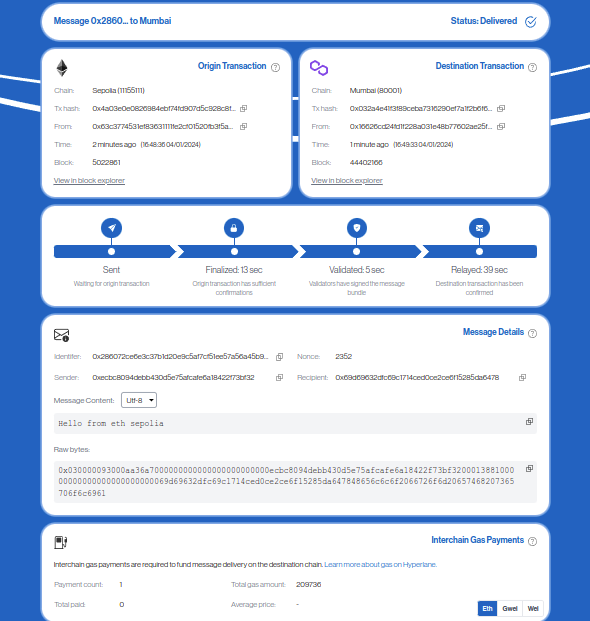 Message 0x2860... to Mumbai
Status: Delivered
Origin Transaction
Chain: Sepolia (11155111)
Tx hash: 0x4a03e0e0826984ebf74fd907d5c928c8f...
From: 0x63c3774531ef83631111fe2cf01520fb3f5a...
Time: 2 minutes ago (16:48:36 04/01/2024)
Block: 5022861
View in block explorer
Destination Transaction
Chain: Mumbai (80001)
Tx hash: 0x032a4e41f3f89ceba7316290ef7a1f2b6f6...
From: 0x16626cd24fd1f228a031e48b77602ae25f...
Time: 1 minute ago (16:49:33 04/01/2024)
Block: 44402166
View in block explorer
Sent
Waiting for origin transaction
Finalized: 13 sec
Origin transaction has sufficient
confirmations
Validated: 5 sec
Validators have signed the message
bundle
Relayed: 39 sec
Destination transaction has been
confirmed
Message Details
Identifer: 0x286072ce6e3c37b1d20e9c5af7cf51ee57a56a45b9...
Nonce: 2352
Sender: 0xecbc8094debb430d5e75afcafe6a18422f73bf32
Recipient: 0x69d69632dfc69c1714ced0ce2ce6f15285da6478
Message Content: Utf-8
Hello from eth sepolia
Raw bytes:
Interchain Gas Payments
Interchain gas payments are required to fund message delivery on the destination chain. Learn more about gas on Hyperlane.
Payment count: 1
Total gas amount: 209736
Total paid: 0
Average price: -
Eth Gwei Wei